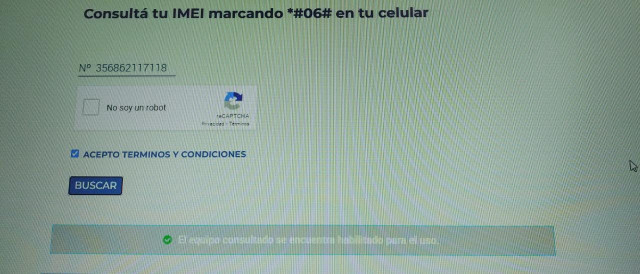 Consultá tu IMEI marcando *#06# en tu celular
Nº 356862117118
No soy un robot
reCAPTCHA
Privacidad - Términos
ACEPTO TERMINOS Y CONDICIONES
BUSCAR
El equipo consultado se encuentra habilitado para el uso.